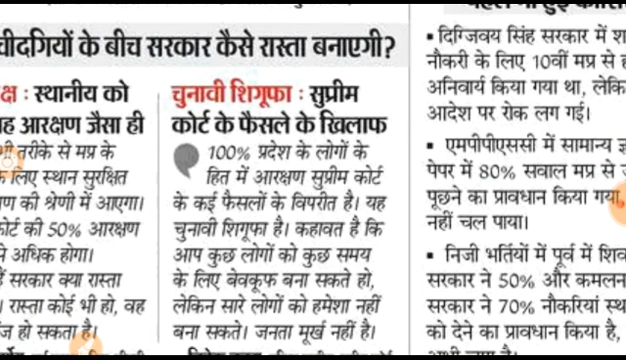 के बीच सरकार कैसे रास्ता बनाएगी?
स्थानीय को
आरक्षण जैसा ही
तरीके से मप्र के
लिए स्थान सुरक्षित
की श्रेणी में आएगा।
की 50% आरक्षण
अधिक होगा।
सरकार क्या रास्ता
रास्ता कोई भी हो, वह
हो सकता है।
चुनावी शिगूफा : सुप्रीम
कोर्ट के फैसले के खिलाफ
100% प्रदेश के लोगों के
हित में आरक्षण सुप्रीम कोर्ट
के कई फैसलों के विपरीत है। यह
चुनावी शिगूफा है। कहावत है कि
आप कुछ लोगों को कुछ समय
के लिए बेवकूफ बना सकते हो,
लेकिन सारे लोगों को हमेशा नहीं
बना सकते। जनता मूर्ख नहीं है।
▪ दिग्जिवय सिंह सरकार में
नौकरी के लिए 10वीं मप्र से
अनिवार्य किया गया था,
आदेश पर रोक लग गई।
▪ एमपीपीएससी में सामान्य
पेपर में 80% सवाल मप्र से
पूछने का प्रावधान किया गया,
नहीं चल पाया।
▪ निजी भर्तियों में पूर्व में
सरकार ने 50% और
सरकार ने 70% नौकरियां
को देने का प्रावधान किया है,